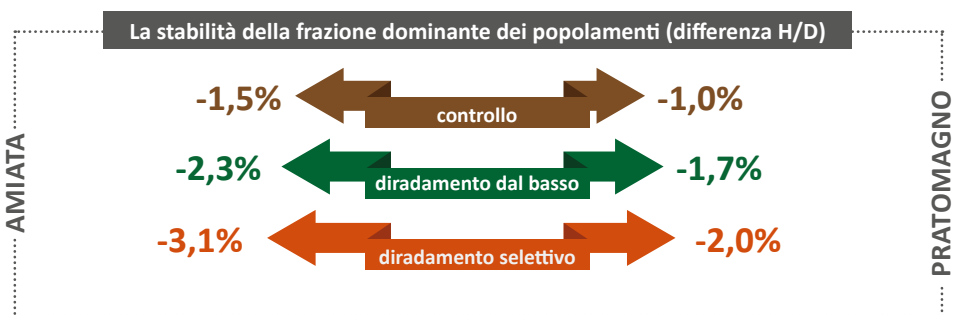 La stabilità della frazione dominante dei popolamenti (differenza H/D)
AMIATA
PRATOMAGNO
-1,5%
controllo
-1,0%
-2,3%
diradamento dal basso
-1,7%
-3,1%
diradamento selettivo
-2,0%